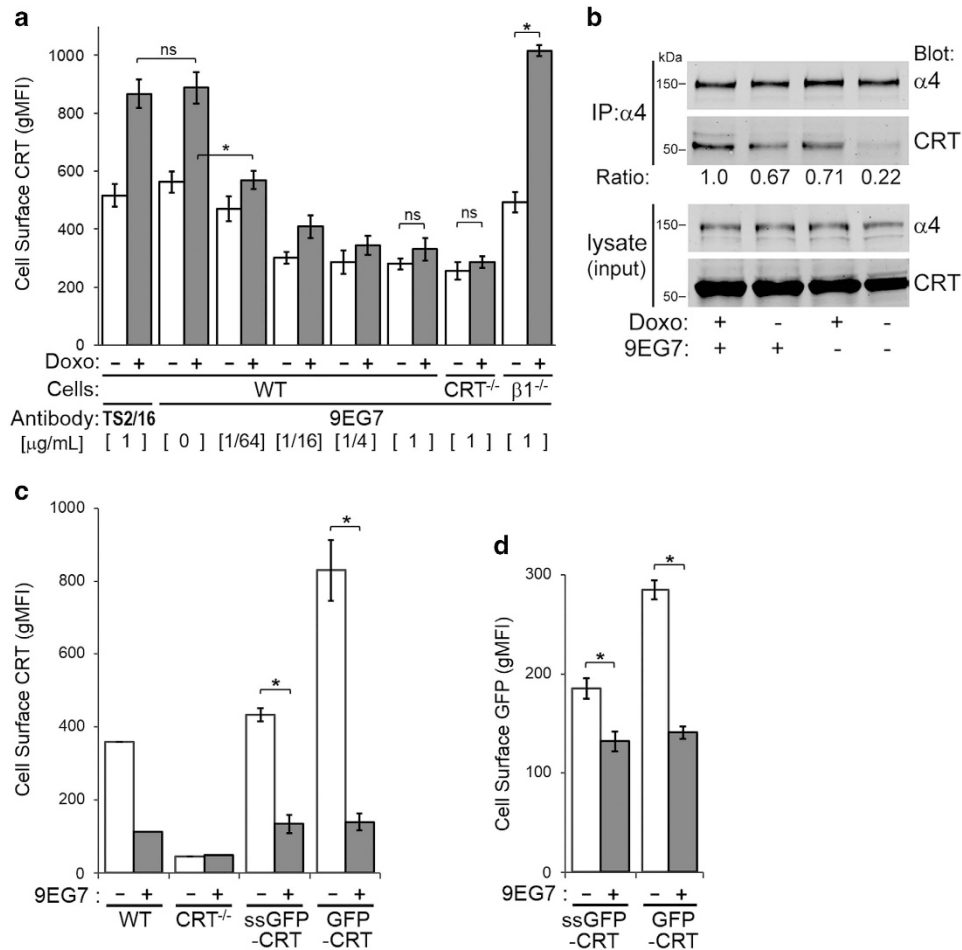 a
Cell Surface CRT (gMFI)
1000
800
600
400
200
0
ns
*
ns
ns
*
Doxo: – + – + – + – + – + – + – + – +
Cells: WT CRT-/- β1-/-
Antibody: TS2/16 9EG7
[μg/mL] [ 1 ] [ 0 ] [1/64] [1/16] [1/4] [ 1 ] [ 1 ] [ 1 ]
b
kDa
Blot:
IP:α4
150–
α4
50–
CRT
Ratio: 1.0 0.67 0.71 0.22
lysate
(input)
150–
α4
50–
CRT
Doxo: + - + -
9EG7: + + - -
c
Cell Surface CRT (gMFI)
1000
800
600
400
200
0
*
*
9EG7 : – + – + – + – +
WT CRT-/- ssGFP GFP
-CRT -CRT
d
Cell Surface GFP (gMFI)
300
200
100
0
*
*
9EG7 : – + – +
ssGFP GFP
-CRT -CRT